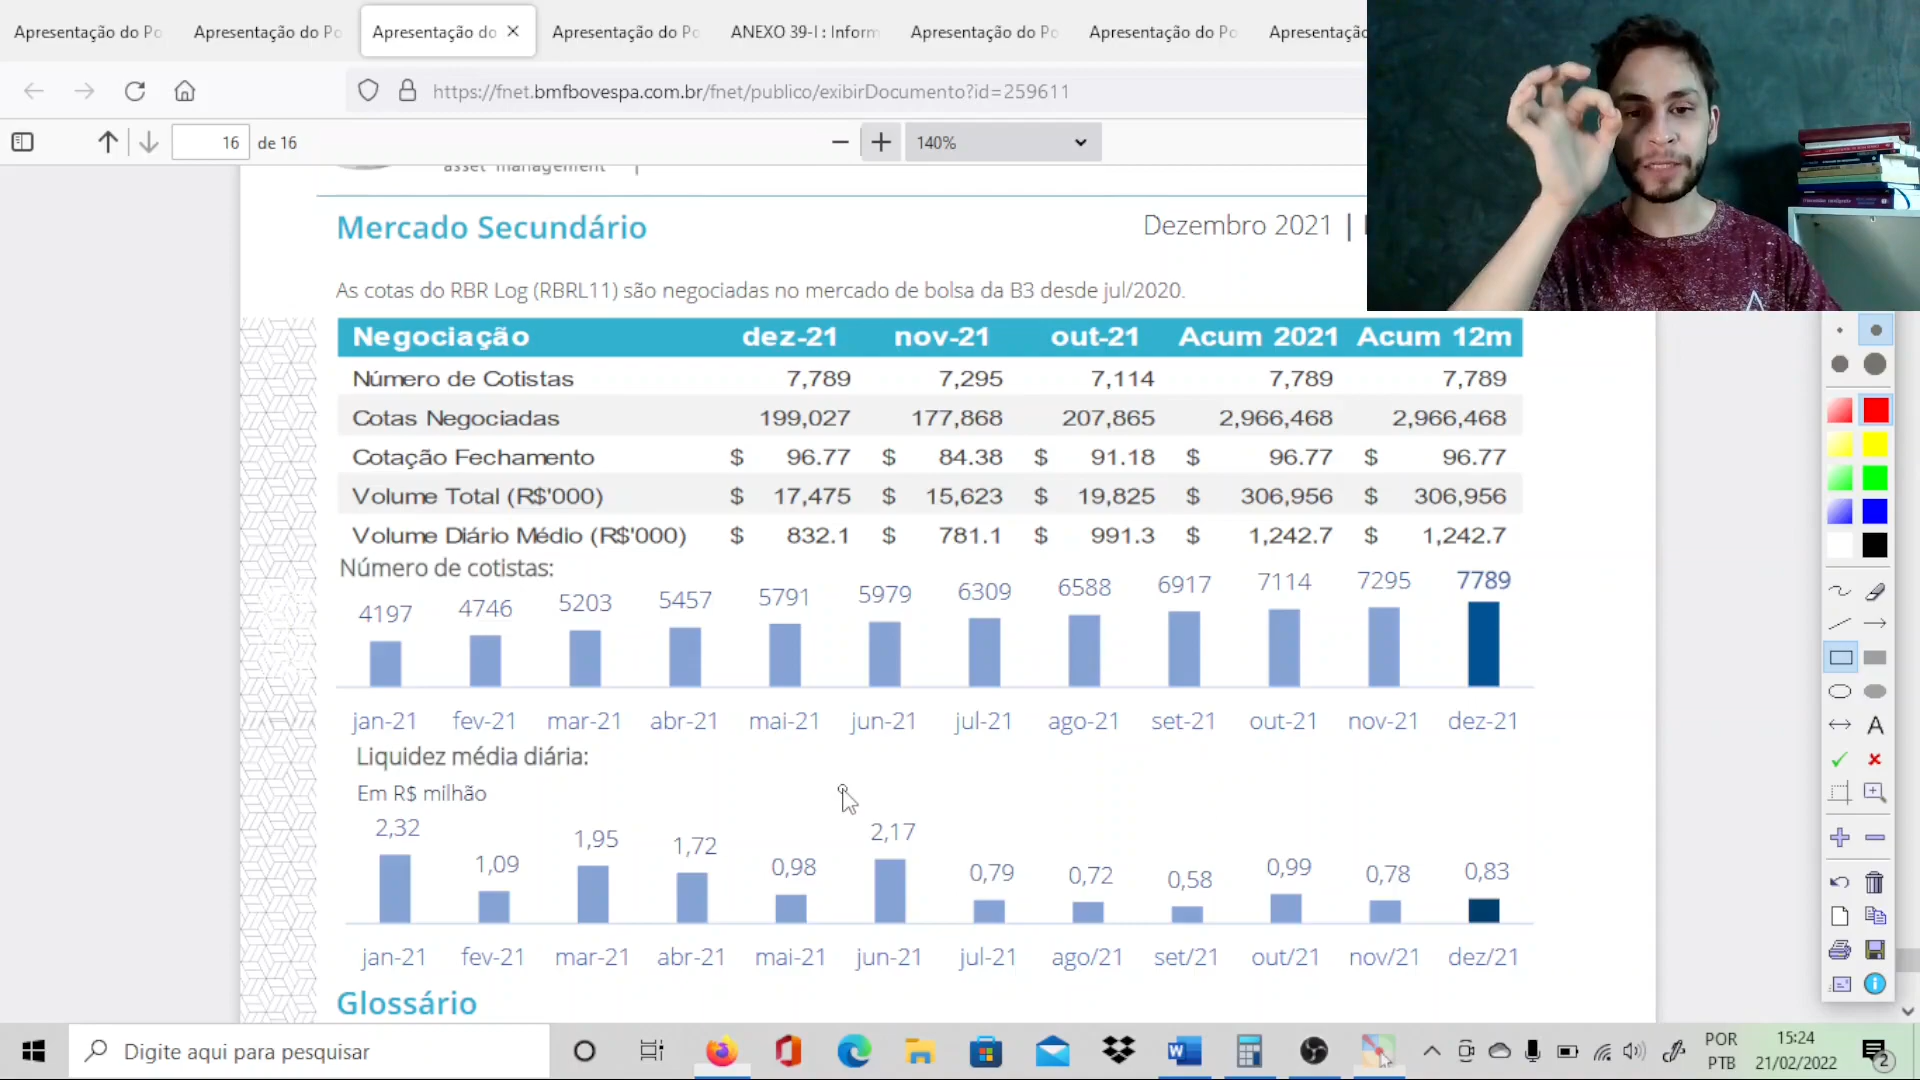 Apresentação do Po
Apresentação do Po
Apresentação do
Apresentação do Po
ANEXO 39-I : Inform
Apresentação do Po
Apresentação do Po
Apresentação
https://fnet.bmfbovespa.com.br/fnet/publico/exibirDocumento?id=259611
16 de 16
140%
asset management
Mercado Secundário
Dezembro 2021 |
As cotas do RBR Log (RBRL11) são negociadas no mercado de bolsa da B3 desde jul/2020.
Negociação dez-21 nov-21 out-21 Acum 2021 Acum 12m
Número de Cotistas 7,789 7,295 7,114 7,789 7,789
Cotas Negociadas 199,027 177,868 207,865 2,966,468 2,966,468
Cotação Fechamento $ 96.77 $ 84.38 $ 91.18 $ 96.77 $ 96.77
Volume Total (R$'000) $ 17,475 $ 15,623 $ 19,825 $ 306,956 $ 306,956
Volume Diário Médio (R$'000) $ 832.1 $ 781.1 $ 991.3 $ 1,242.7 $ 1,242.7
Número de cotistas:
4197 4746 5203 5457 5791 5979 6309 6588 6917 7114 7295 7789
jan-21 fev-21 mar-21 abr-21 mai-21 jun-21 jul-21 ago-21 set-21 out-21 nov-21 dez-21
Liquidez média diária:
Em R$ milhão
2,32 1,09 1,95 1,72 0,98 2,17 0,79 0,72 0,58 0,99 0,78 0,83
jan-21 fev-21 mar-21 abr-21 mai-21 jun-21 jul-21 ago/21 set/21 out/21 nov/21 dez/21
Glossário
A
Digite aqui para pesquisar
POR
PTB
15:24
21/02/2022
2